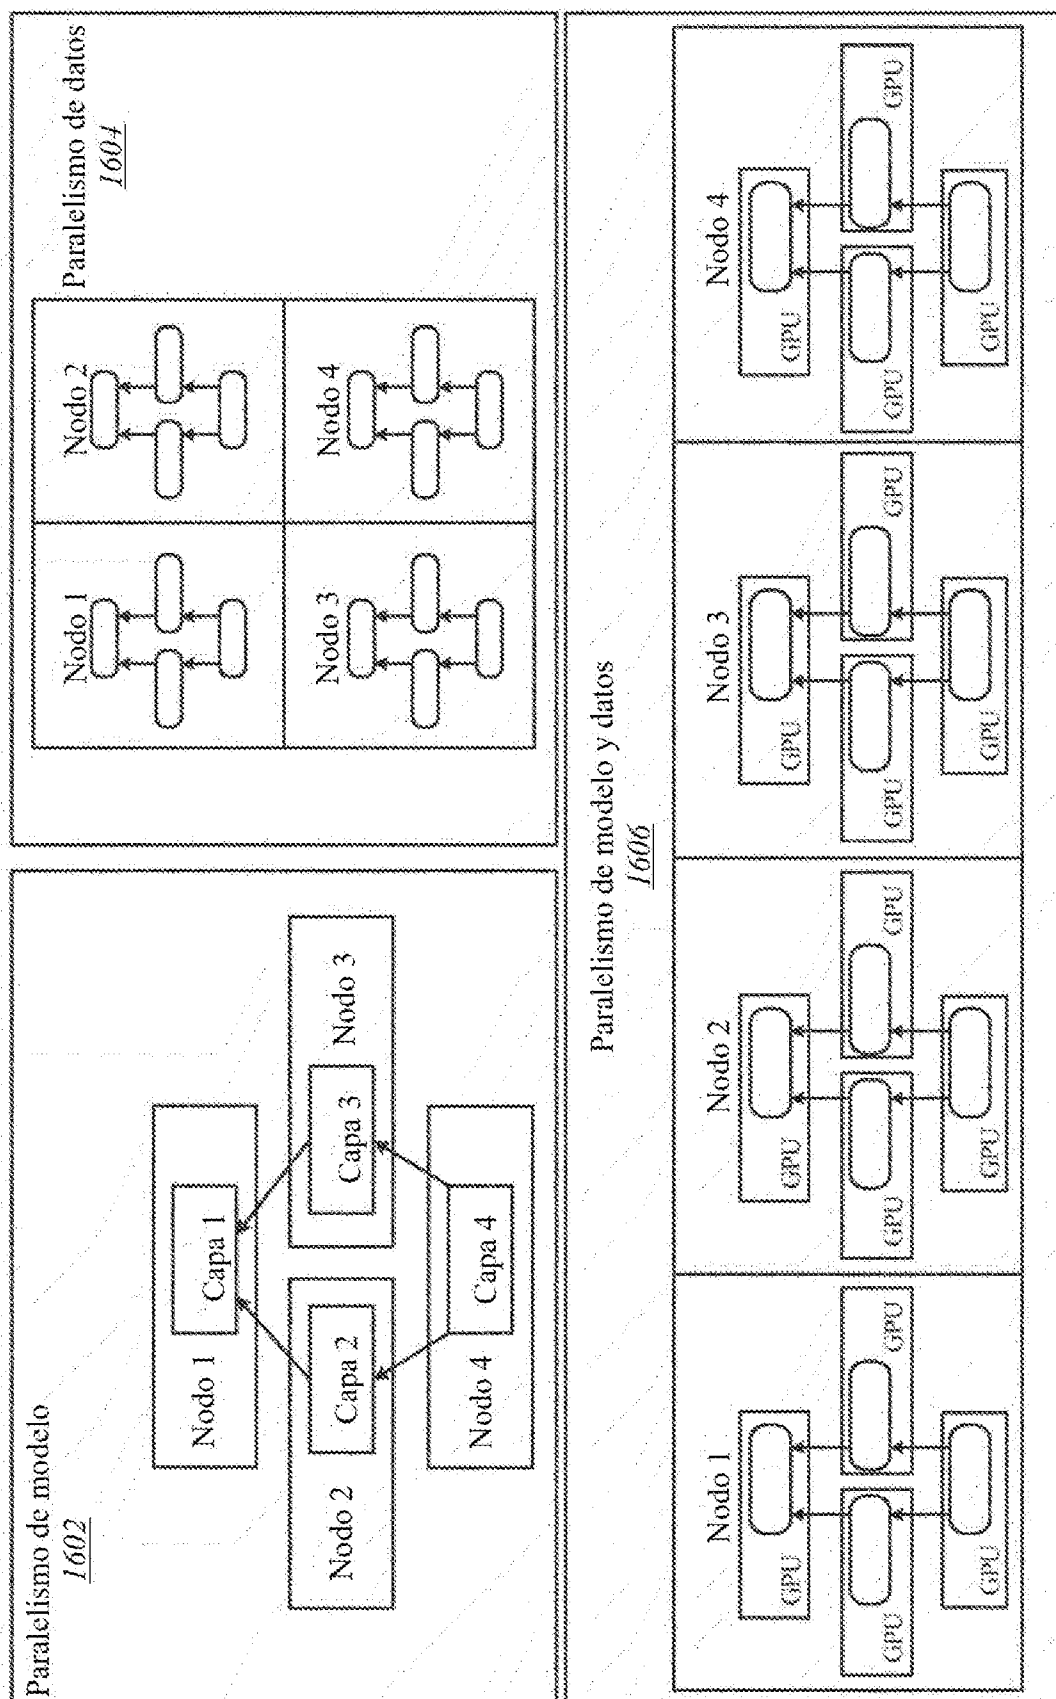 Paralelismo de modelo
1602
Nodo 1
Capa 1
Nodo 2
Capa 2
Capa 3
Nodo 3
Nodo 4
Capa 4
Paralelismo de datos
1604
Nodo 1
Nodo 2
Nodo 3
Nodo 4
Paralelismo de modelo y datos
1606
Nodo 1
GPU
GPU
GPU
GPU
Nodo 2
GPU
GPU
GPU
GPU
Nodo 3
GPU
GPU
GPU
GPU
Nodo 4
GPU
GPU
GPU
GPU